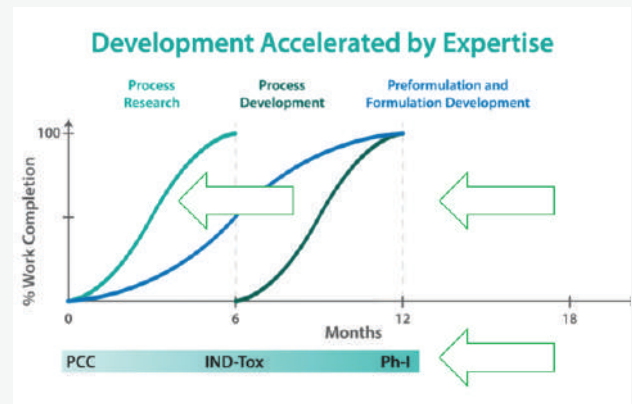 Development Accelerated by Expertise
Process
Research
Process
Development
Preformulation and
Formulation Development
100
% Work Completion
0
6
12
18
Months
PCC
IND-Tox
Ph-I